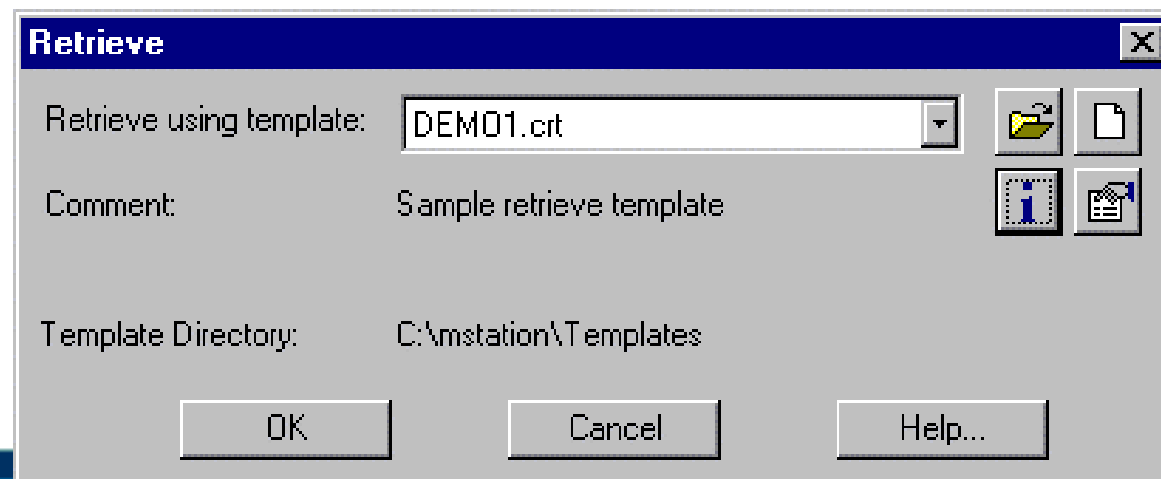 Retrieve
Retrieve using template: DEMO1.crt
Comment: Sample retrieve template
Template Directory: C:\mstation\Templates
OK Cancel Help...